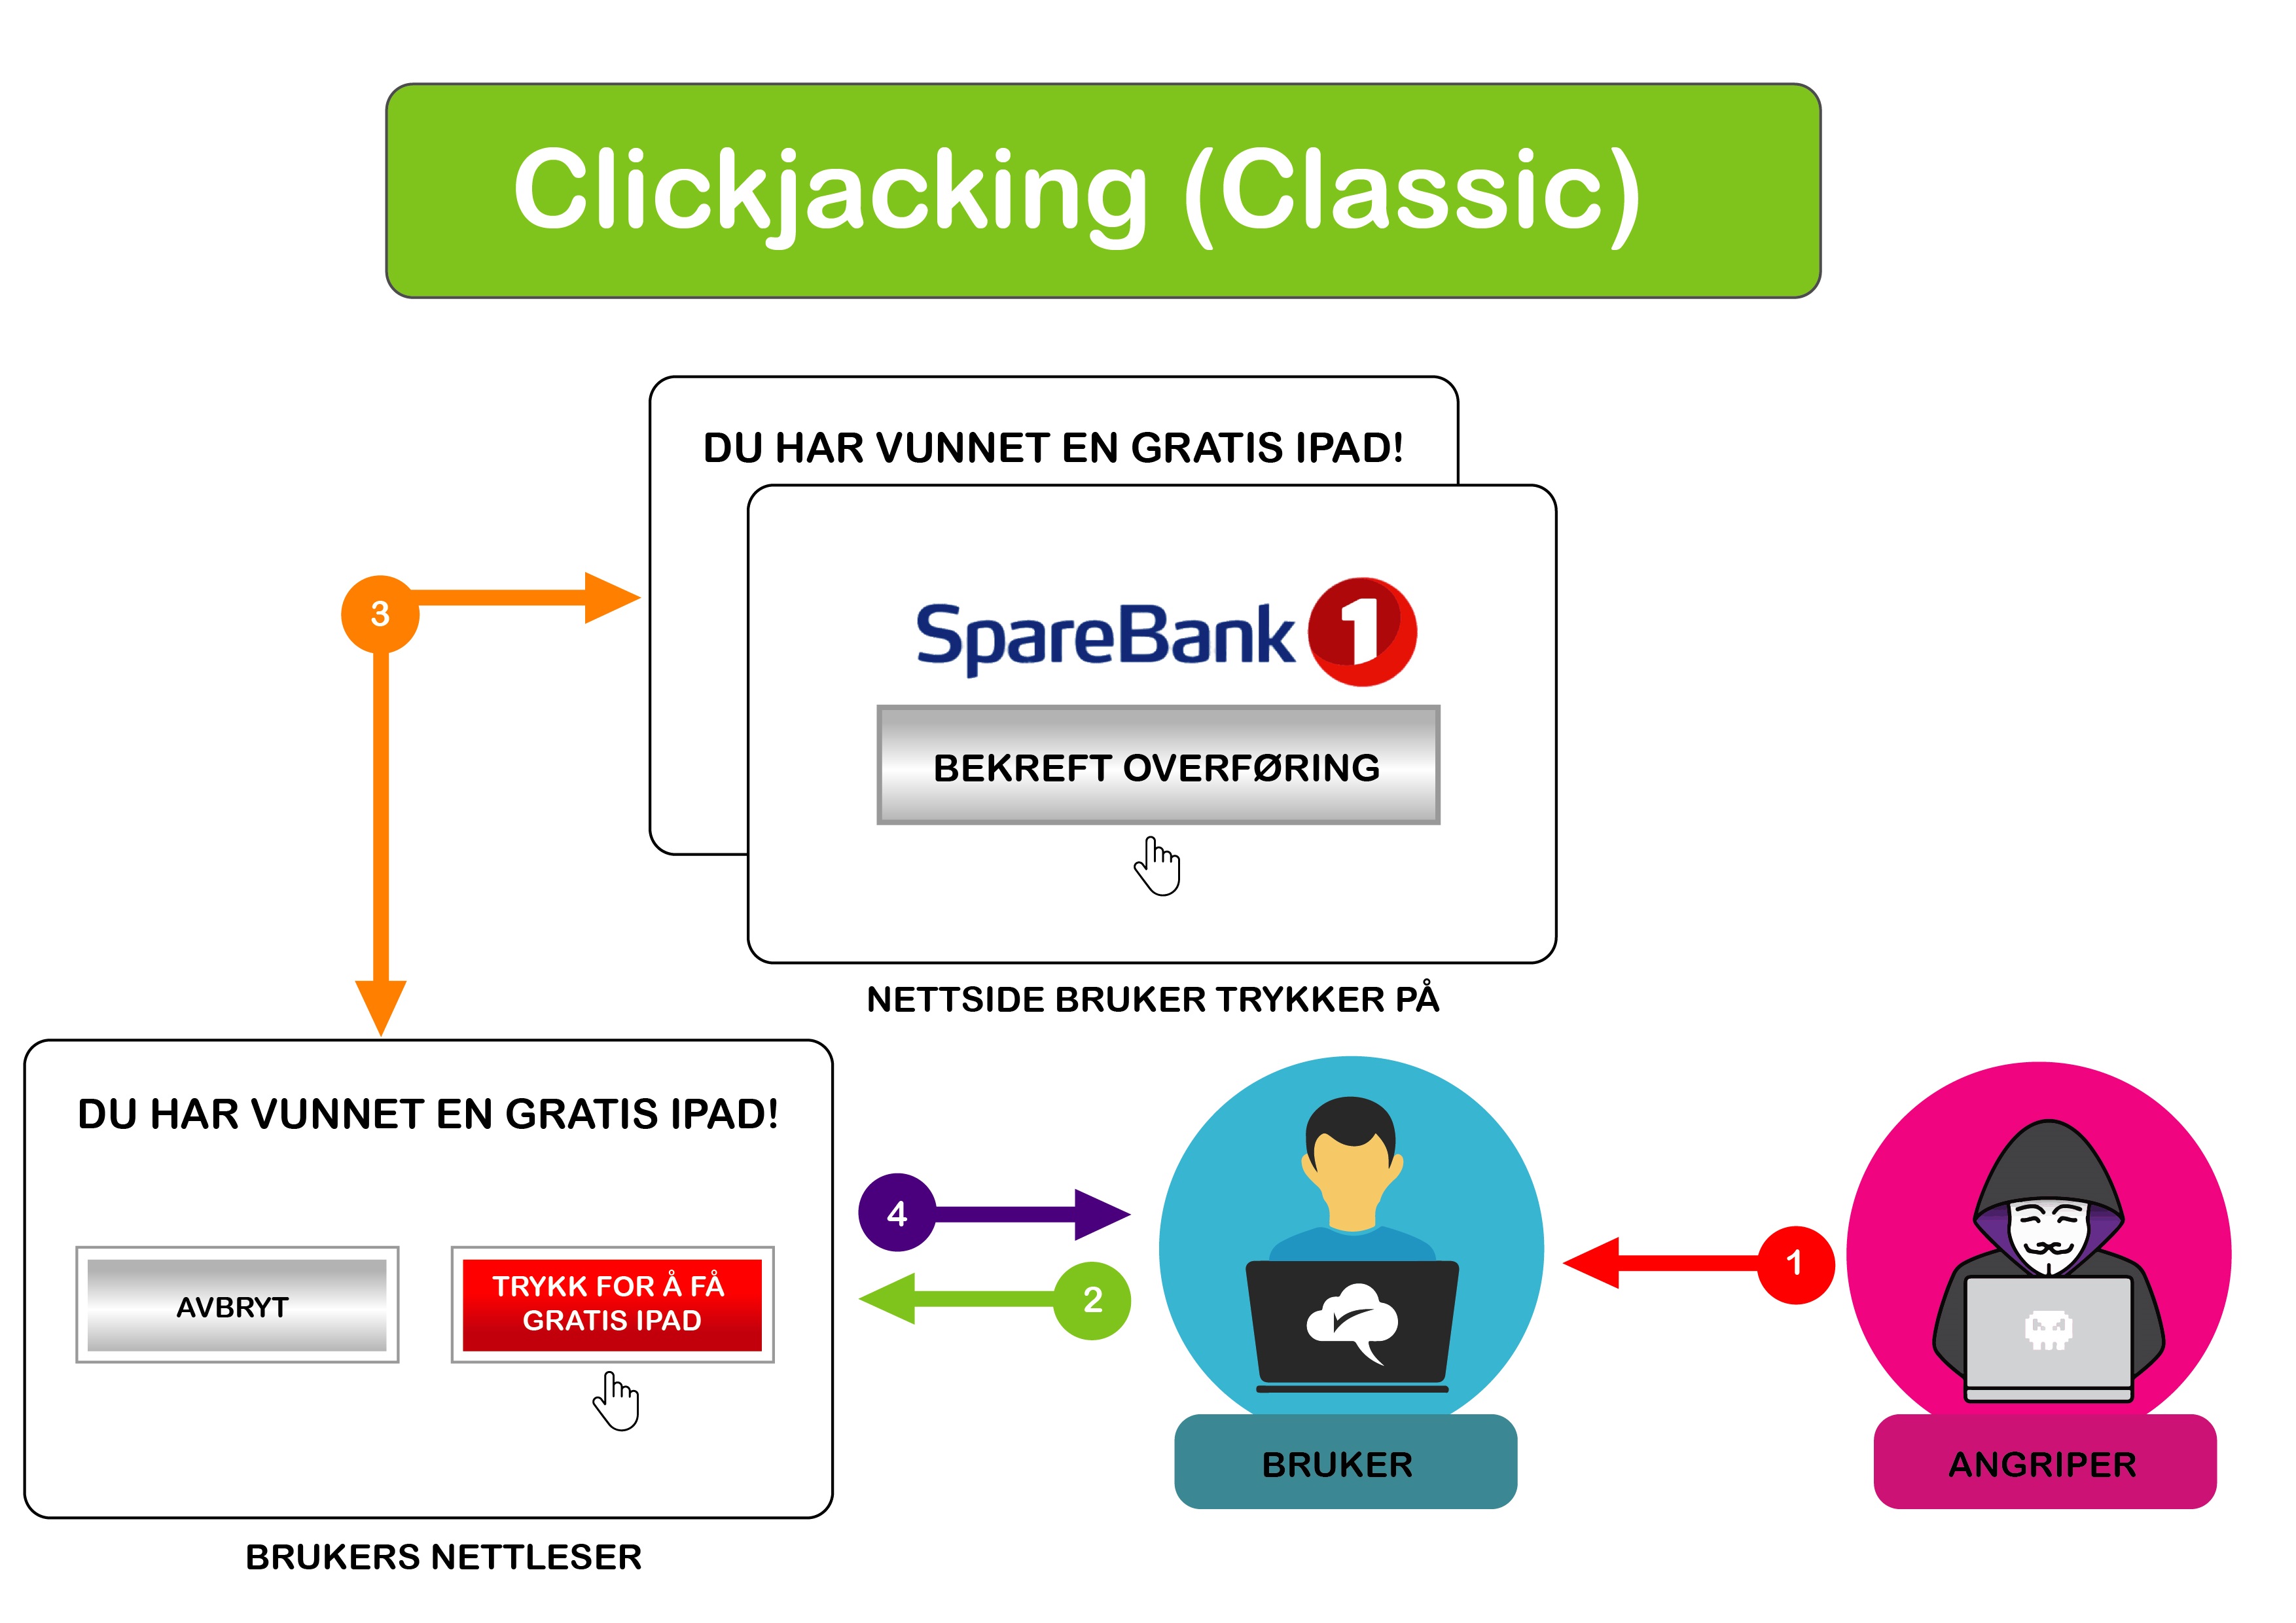 Clickjacking (Classic)
DU HAR VUNNET EN GRATIS IPAD!
SpareBank 1
BEKREFT OVERFØRING
NETTSIDE BRUKER TRYKKER PÅ
3
DU HAR VUNNET EN GRATIS IPAD!
AVBRYT
TRYKK FOR Å FÅ
GRATIS IPAD
BRUKERS NETTLESER
4
2
1
BRUKER
ANGRIPER